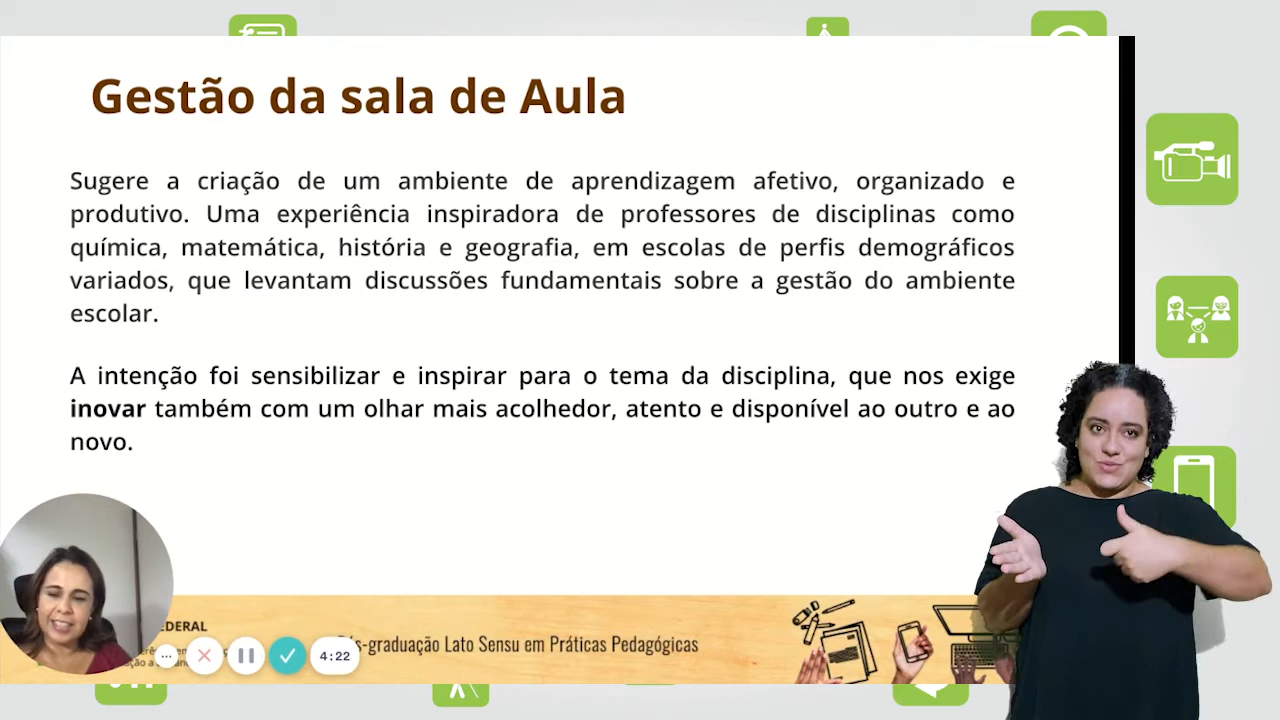 Gestão da sala de Aula
Sugere a criação de um ambiente de aprendizagem afetivo, organizado e
produtivo. Uma experiência inspiradora de professores de disciplinas como
química, matemática, história e geografia, em escolas de perfis demográficos
variados, que levantam discussões fundamentais sobre a gestão do ambiente
escolar.
A intenção foi sensibilizar e inspirar para o tema da disciplina, que nos exige
inovar também com um olhar mais acolhedor, atento e disponível ao outro e ao
novo.
-graduação Lato Sensu em Práticas Pedagógicas
4:22